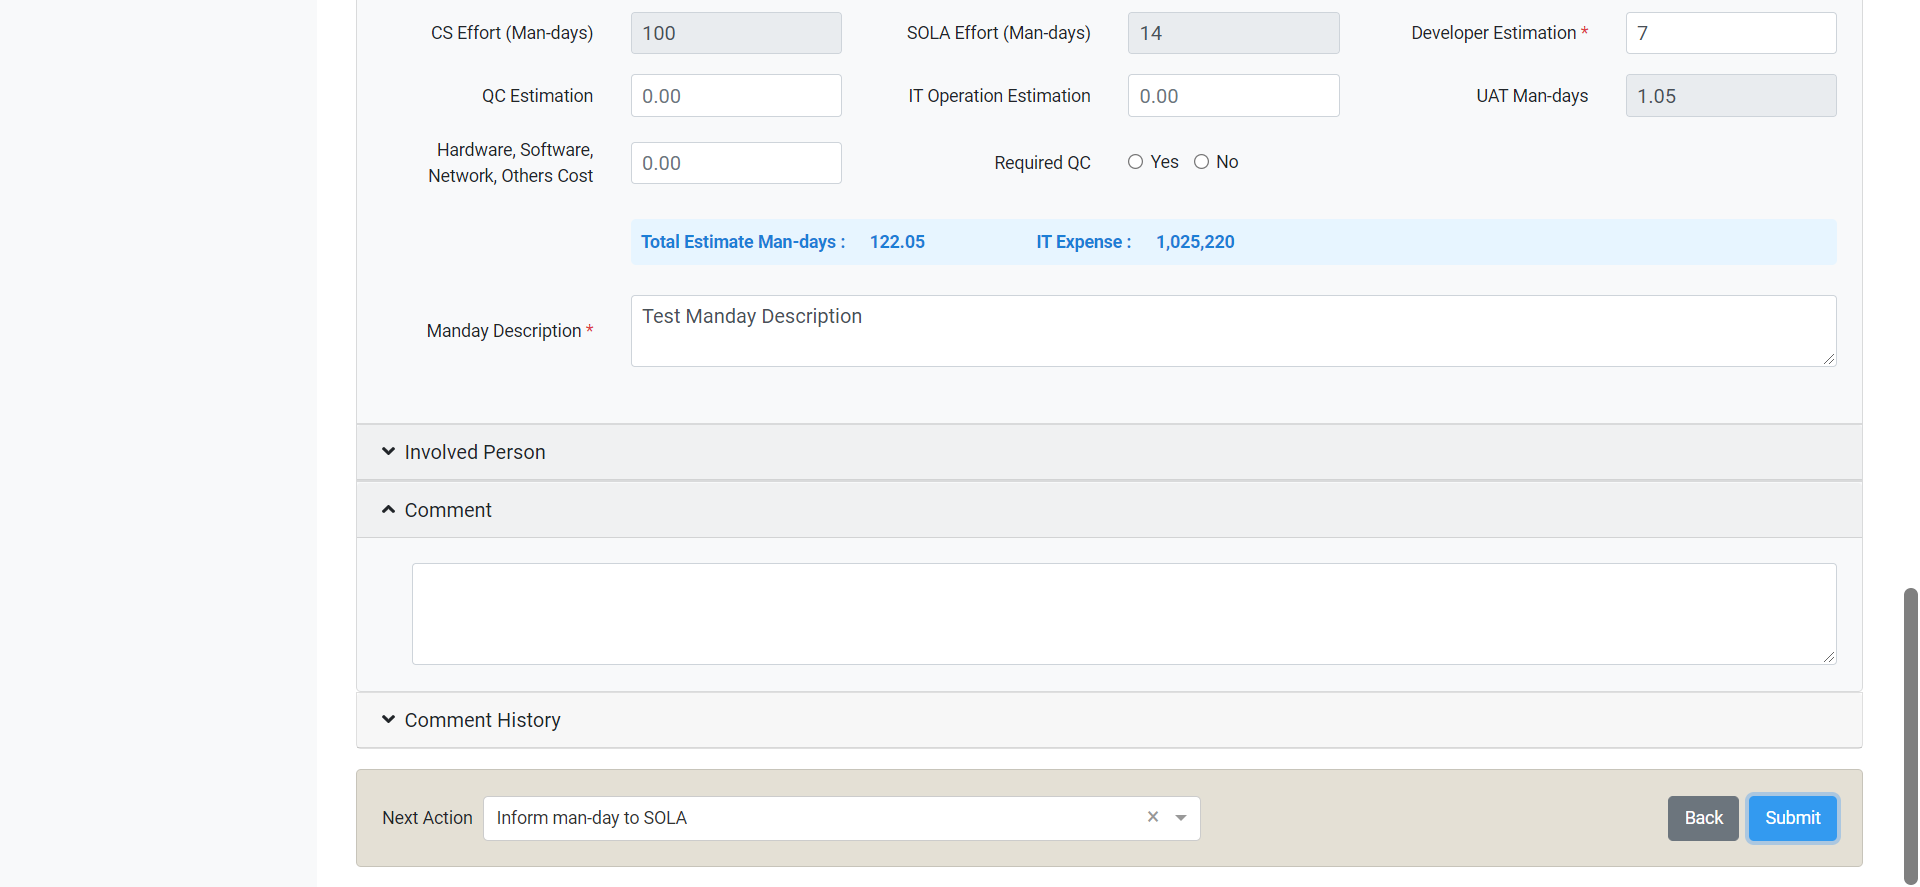 CS Effort (Man-days) 100 SOLA Effort (Man-days) 14 Developer Estimation * 7
QC Estimation 0.00 IT Operation Estimation 0.00 UAT Man-days 1.05
Hardware, Software,
Network, Others Cost 0.00 Required QC Yes No
Total Estimate Man-days : 122.05 IT Expense : 1,025,220
Manday Description * Test Manday Description
Involved Person
Comment
Comment History
Next Action Inform man-day to SOLA × Back Submit